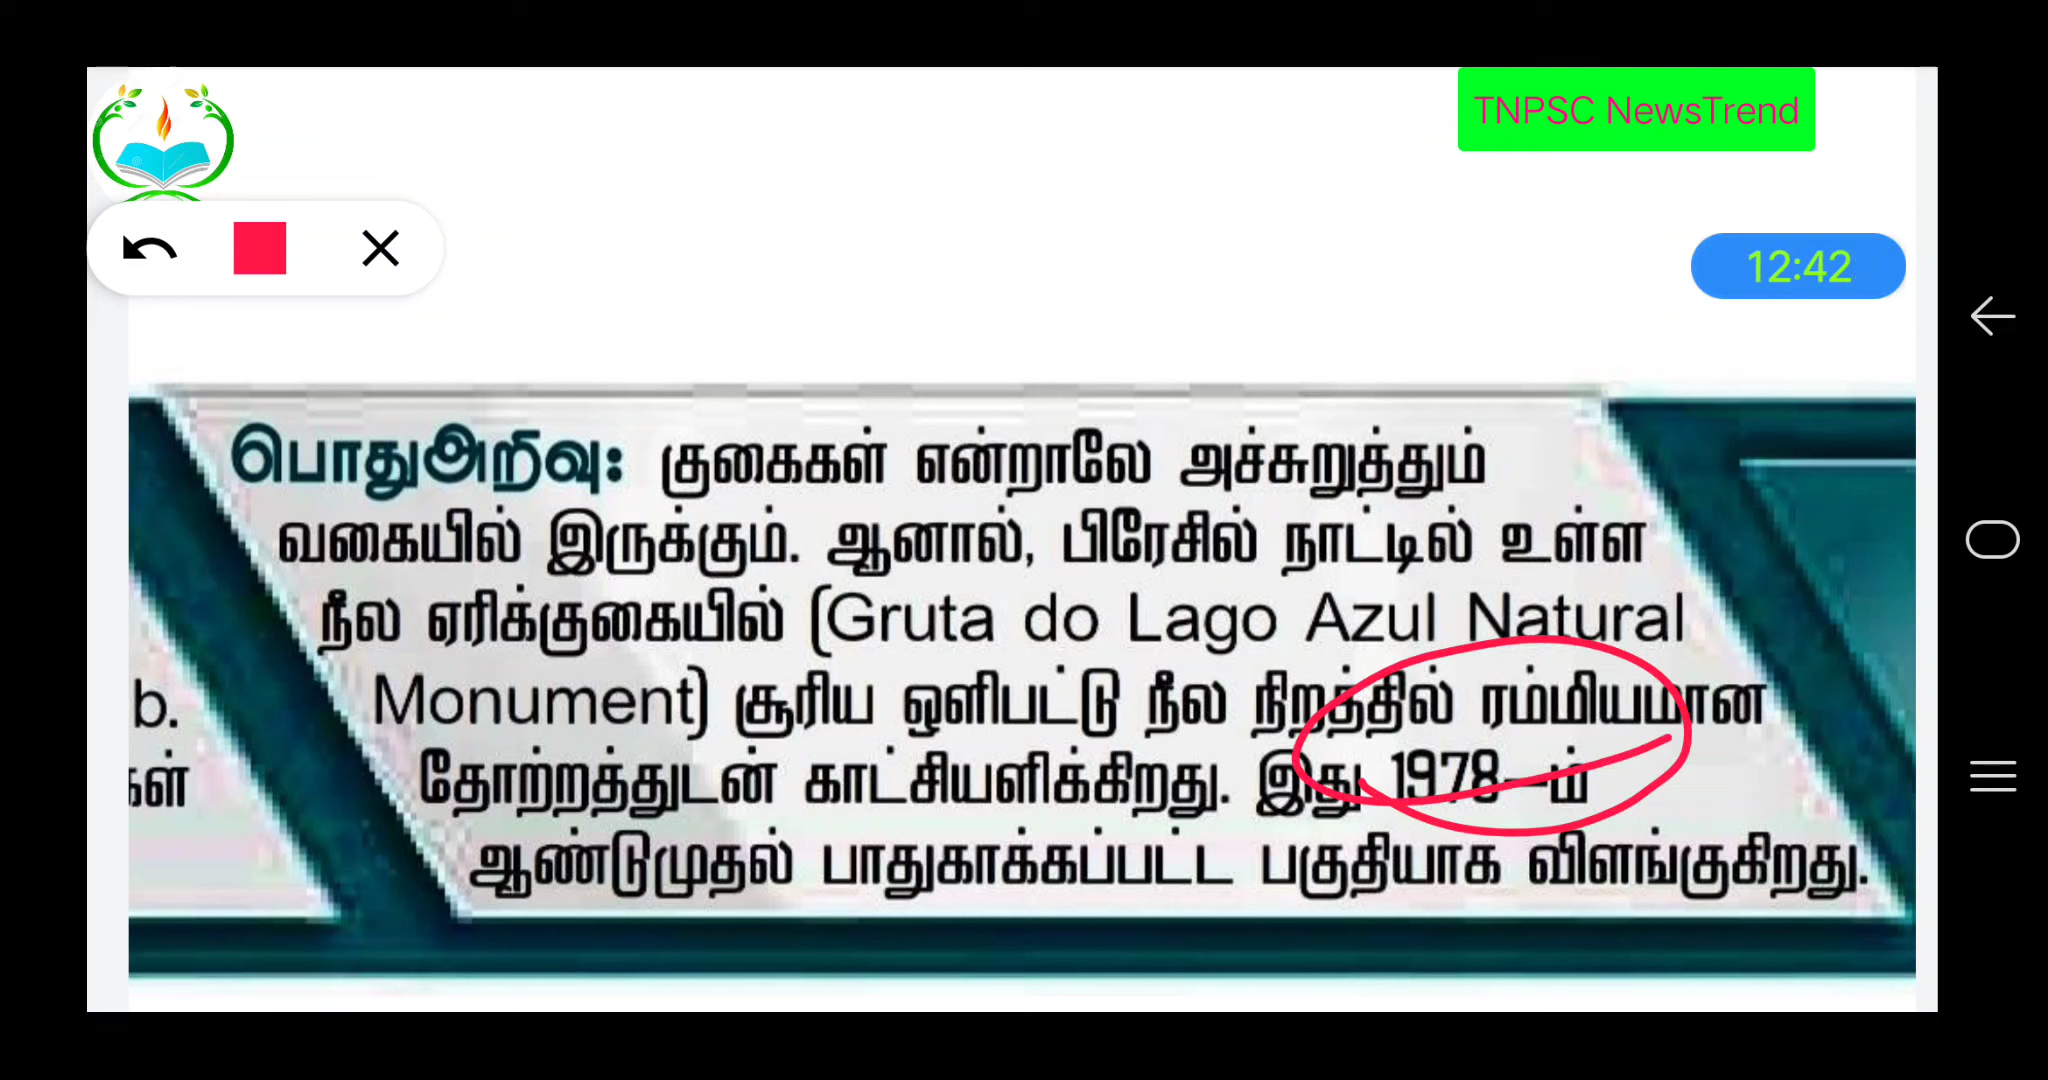 TNPSC NewsTrend
12:42
பொதுஅறிவு: குகைகள் என்றாலே அச்சுறுத்தும்
வகையில் இருக்கும். ஆனால், பிரேசில் நாட்டில் உள்ள
நீல ஏரிக்குகையில் (Gruta do Lago Azul Natural
Monument) சூரிய ஒளிபட்டு நீல நிறத்தில் ரம்மியமான
தோற்றத்துடன் காட்சியளிக்கிறது. இது 1978-ம்
ஆண்டுமுதல் பாதுகாக்கப்பட்ட பகுதியாக விளங்குகிறது.
b.